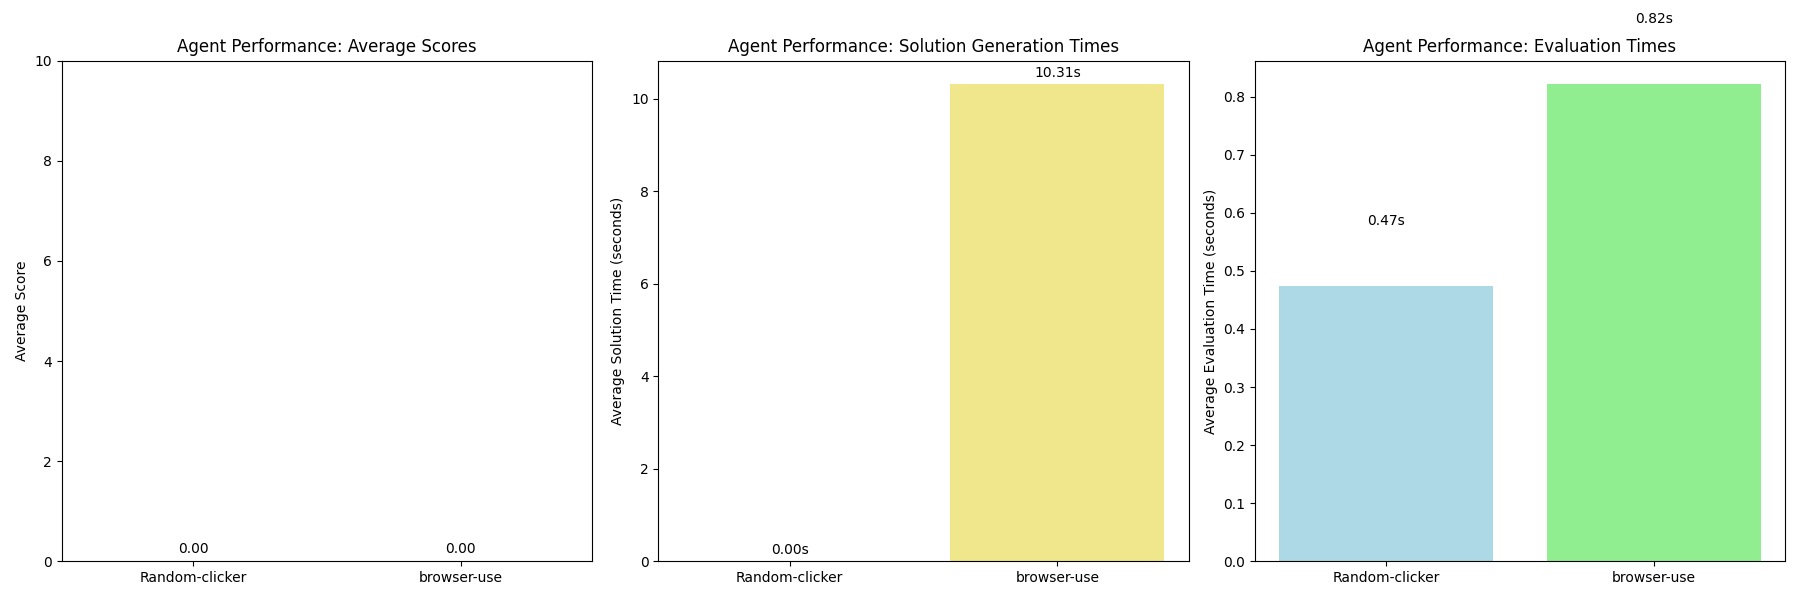 Agent Performance: Average Scores
Average Score
10
8
6
4
2
0
0.00
0.00
Random-clicker
browser-use
Agent Performance: Solution Generation Times
Average Solution Time (seconds)
10
8
6
4
2
0
0.00s
10.31s
Random-clicker
browser-use
0.82s
Agent Performance: Evaluation Times
Average Evaluation Time (seconds)
0.8
0.7
0.6
0.5
0.4
0.3
0.2
0.1
0.0
0.47s
Random-clicker
browser-use